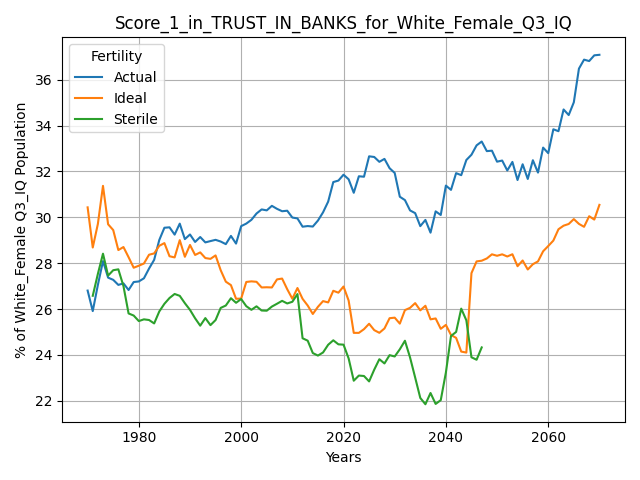 Score_1_in_TRUST_IN_BANKS_for_White_Female_Q3_IQ
Fertility
Actual
Ideal
Sterile
% of White_Female Q3_IQ Population
36
34
32
30
28
26
24
22
1980
2000
2020
2040
2060
Years